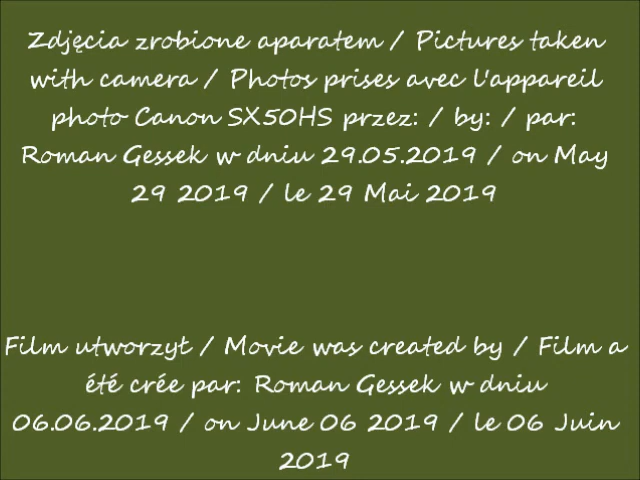 Zdjęcia zrobione aparatem / Pictures taken
with camera / Photos prises avec l'appareil
photo Canon SX50HS przez: / by: / par:
Roman Gessek w dniu 29.05.2019 / on May
29 2019 / le 29 Mai 2019
Film utworzył / Movie was created by / Film a
été crée par: Roman Gessek w dniu
06.06.2019 / on June 06 2019 / le 06 Juin
2019